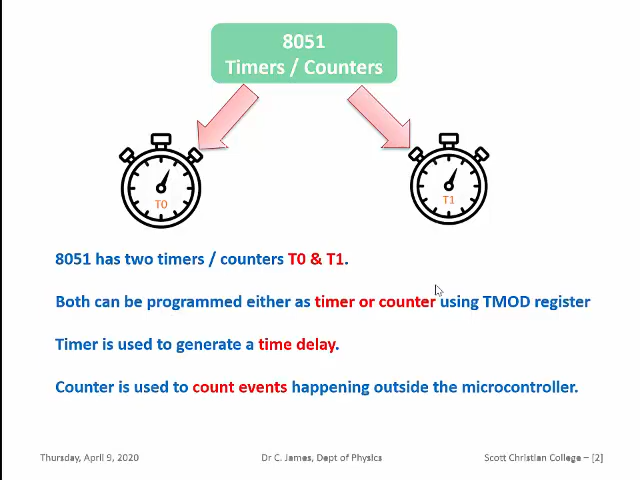 8051
Timers / Counters
T0
T1
8051 has two timers / counters T0 & T1.
Both can be programmed either as timer or counter using TMOD register
Timer is used to generate a time delay.
Counter is used to count events happening outside the microcontroller.
Thursday, April 9, 2020 Dr C. James, Dept of Physics Scott Christian College – [2]